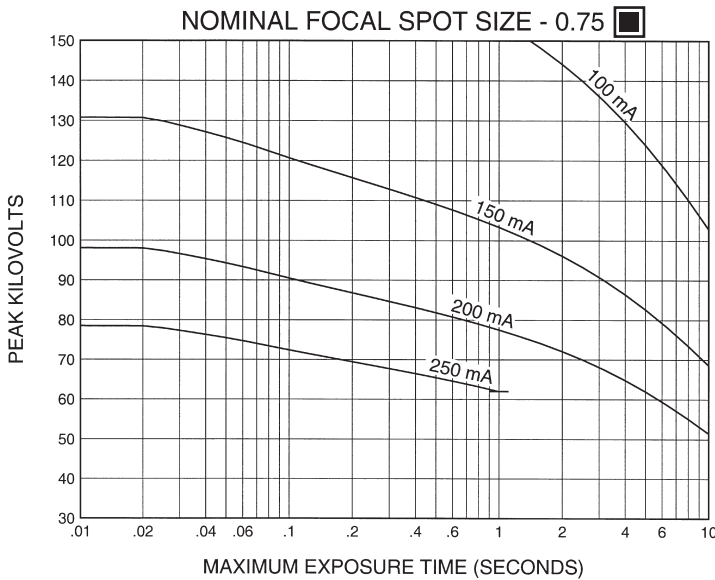 NOMINAL FOCAL SPOT SIZE - 0.75
150
140
130
120
110
100
90
80
70
60
50
40
30
PEAK KILOVOLTS
100 mA
150 mA
200 mA
250 mA
.01 .02 .04 .06 .1 .2 .4 .6 1 2 4 6 10
MAXIMUM EXPOSURE TIME (SECONDS)